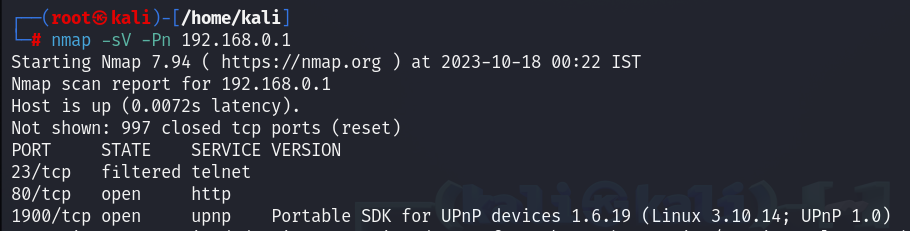 ┌──(root㉿kali)-[/home/kali]
└─# nmap -sV -Pn 192.168.0.1
Starting Nmap 7.94 ( https://nmap.org ) at 2023-10-18 00:22 IST
Nmap scan report for 192.168.0.1
Host is up (0.0072s latency).
Not shown: 997 closed tcp ports (reset)
PORT     STATE    SERVICE VERSION
23/tcp   filtered telnet
80/tcp   open     http
1900/tcp open     upnp    Portable SDK for UPnP devices 1.6.19 (Linux 3.10.14; UPnP 1.0)